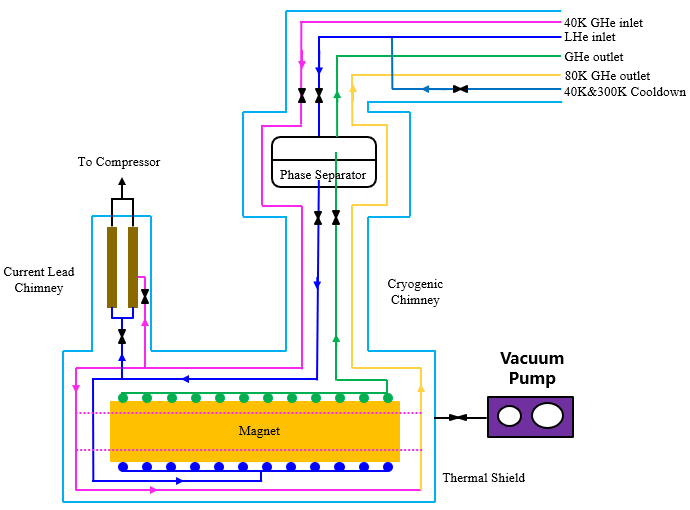 40K GHe inlet
LHe inlet
GHe outlet
80K GHe outlet
40K&300K Cooldown
To Compressor
Phase Separator
Current Lead
Chimney
Cryogenic
Chimney
Vacuum
Pump
Magnet
Thermal Shield